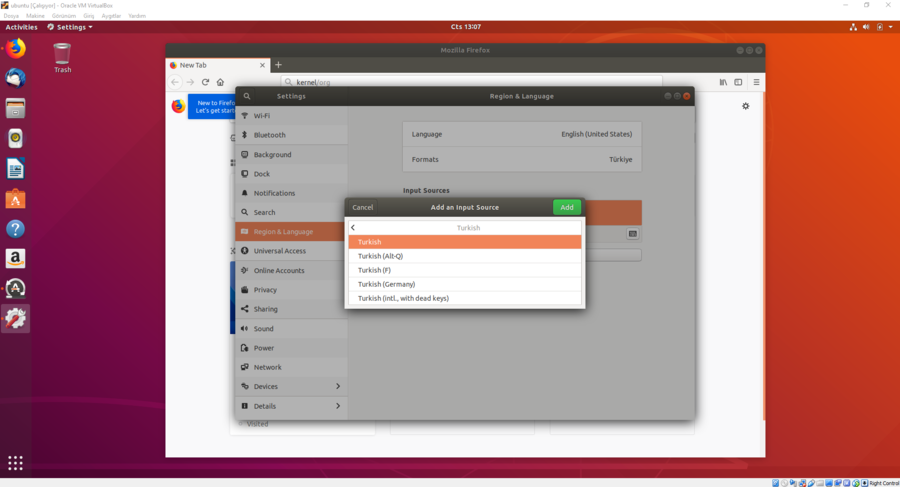 ubuntu [Çalışıyor] - Oracle VM VirtualBox
Dosya Makine Görünüm Giriş Aygıtlar Yardım
Activities Settings Cts 13:07
Trash
Mozilla Firefox
New Tab
kernel/org
New to Firefo
Let's get start
Settings Region & Language
Wi-Fi
Bluetooth
Background
Dock
Notifications
Search
Region & Language
Universal Access
Online Accounts
Privacy
Sharing
Sound
Power
Network
Devices
Details
Language English (United States)
Formats Türkiye
Input Sources
Cancel Add an Input Source Add
Turkish
Turkish
Turkish (Alt-Q)
Turkish (F)
Turkish (Germany)
Turkish (intl., with dead keys)
Visited
Right Control